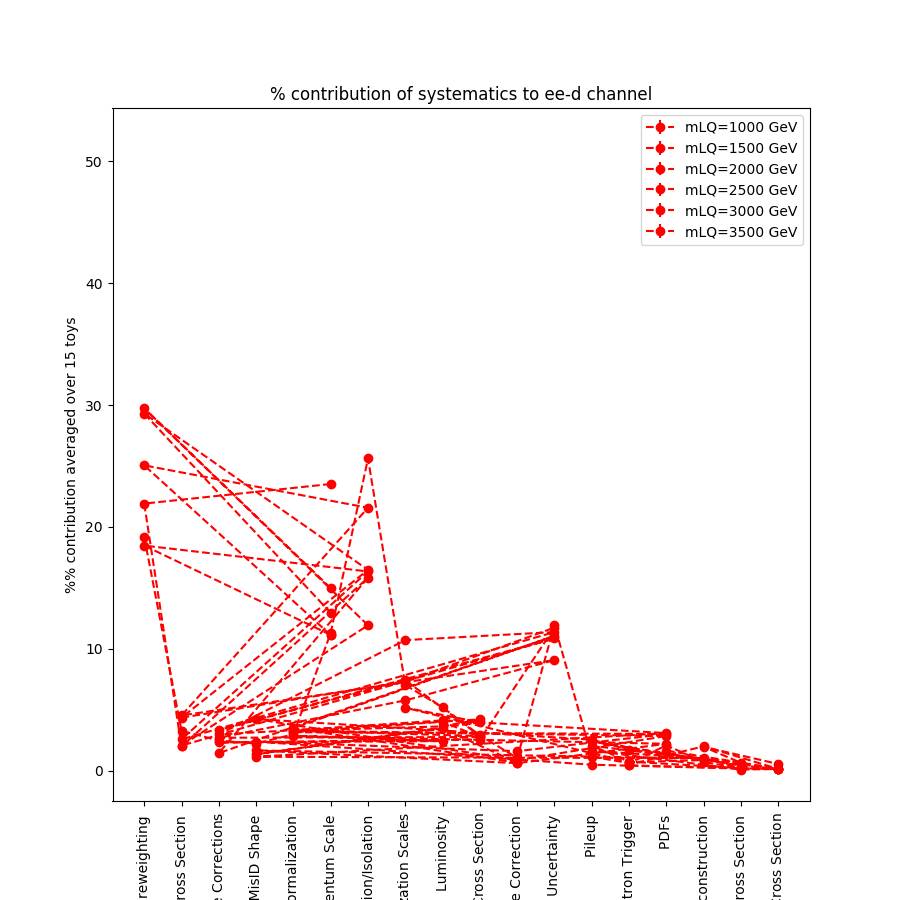 % contribution of systematics to ee-d channel
mLQ=1000 GeV
mLQ=1500 GeV
mLQ=2000 GeV
mLQ=2500 GeV
mLQ=3000 GeV
mLQ=3500 GeV
%% contribution averaged over 15 toys
50
40
30
20
10
0
reweighting
ross Section
e Corrections
MisID Shape
ormalization
entum Scale
ion/Isolation
zation Scales
Luminosity
Cross Section
e Correction
Uncertainty
Pileup
tron Trigger
PDFs
construction
ross Section
ross Section